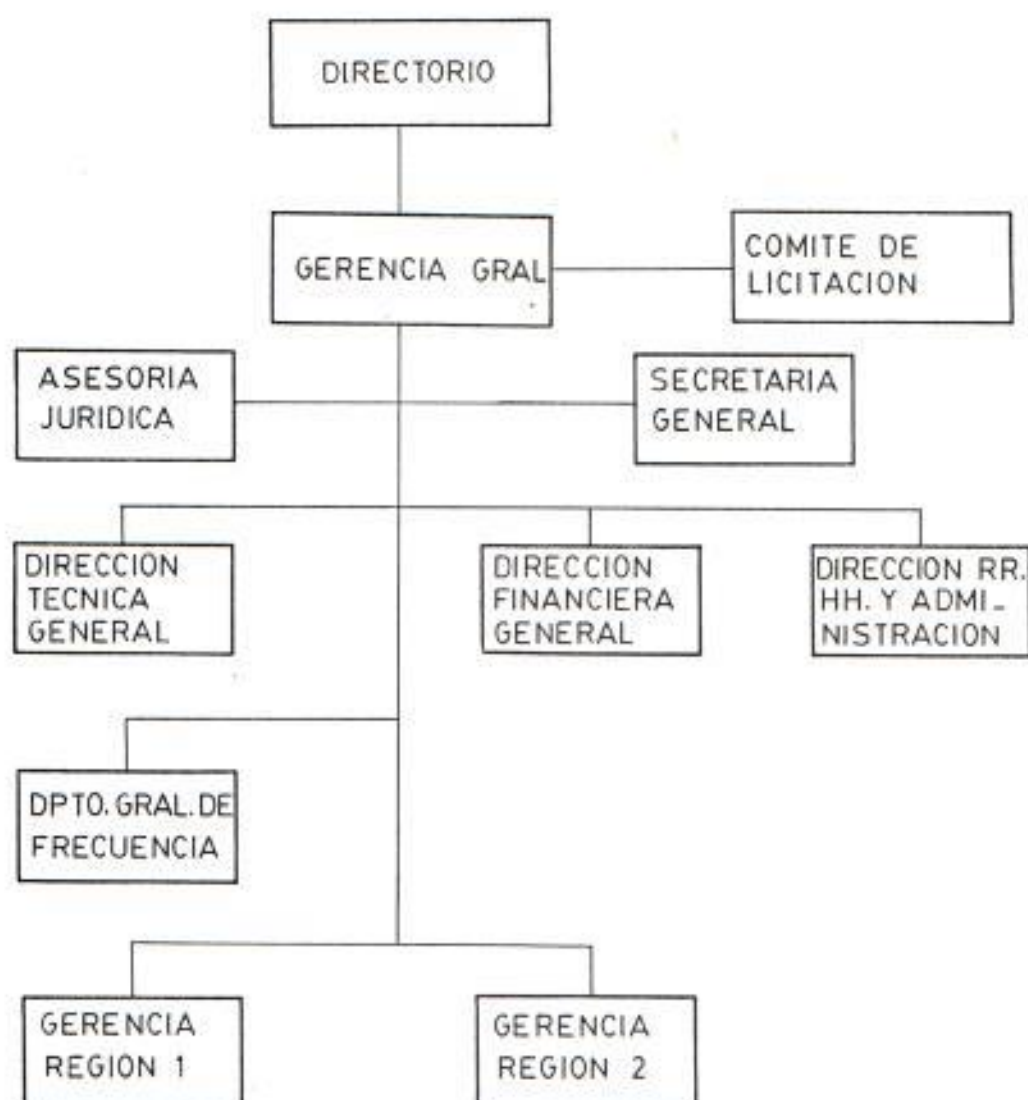 DIRECTORIO
GERENCIA GRAL
COMITE DE
LICITACION
ASESORIA
JURIDICA
SECRETARIA
GENERAL
DIRECCION
TECNICA
GENERAL
DIRECCION
FINANCIERA
GENERAL
DIRECCION RR.
HH. Y ADMI-
NISTRACION
DPTO. GRAL. DE
FRECUENCIA
GERENCIA
REGION 1
GERENCIA
REGION 2